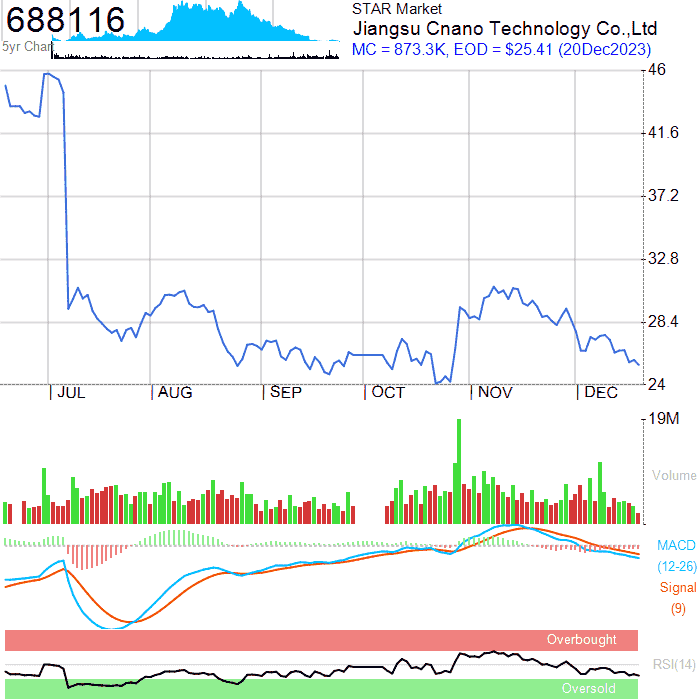 688116
STAR Market
Jiangsu Cnano Technology Co.,Ltd
5yr Chart
MC = 873.3K, EOD = $25.41 (20Dec2023)
46
41.6
37.2
32.8
28.4
24
JUL
AUG
SEP
OCT
NOV
DEC
19M
Volume
MACD
(12-26)
Signal
(9)
Overbought
RSI(14)
Oversold